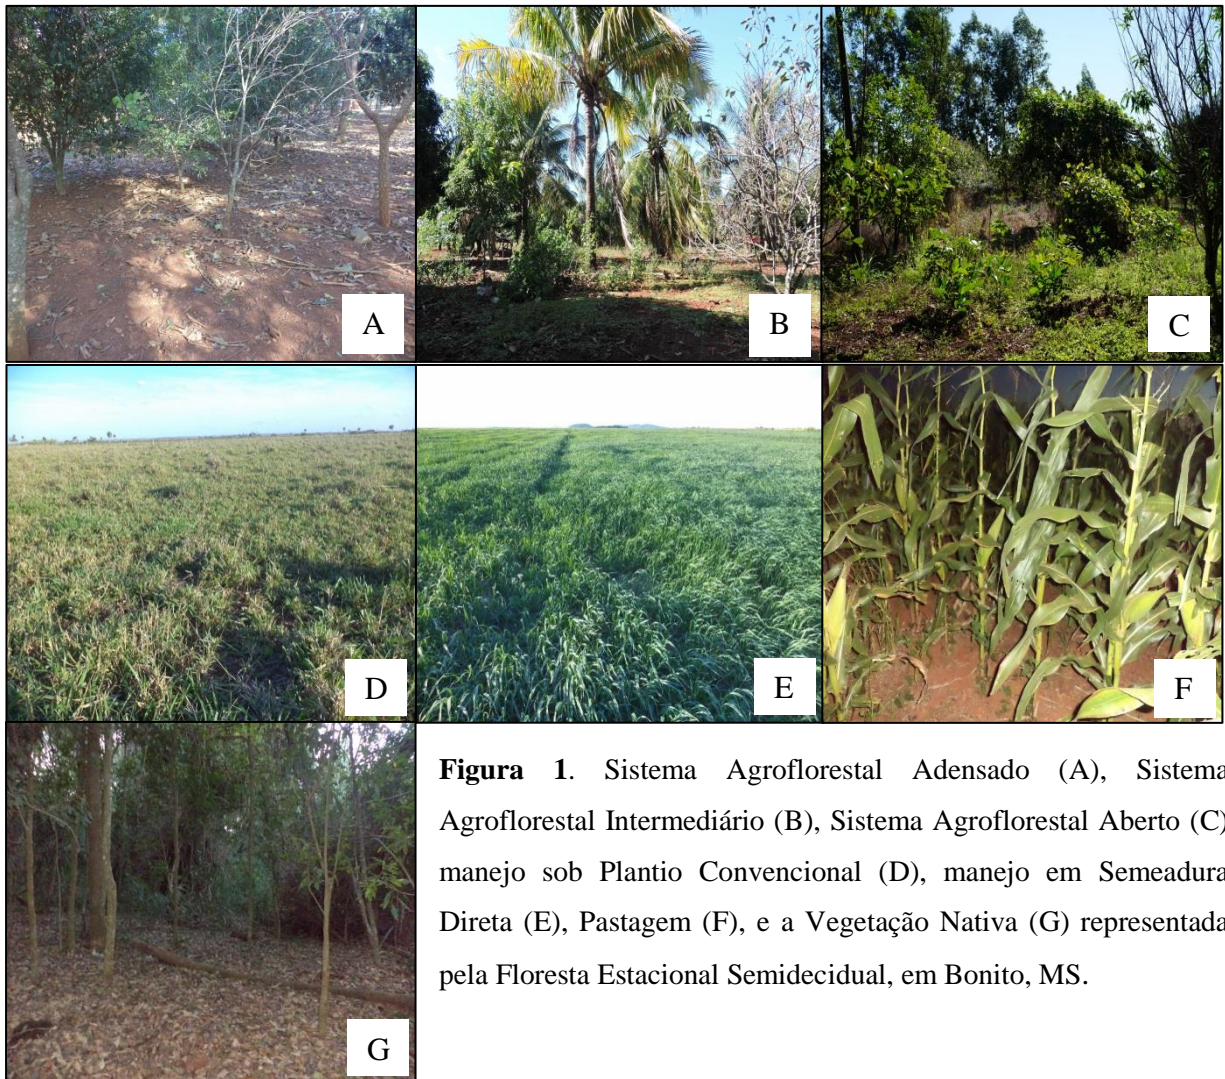 A
B
C
D
E
F
G
Figura 1. Sistema Agroflorestal Adensado (A), Sistema
Agroflorestal Intermediário (B), Sistema Agroflorestal Aberto (C)
manejo sob Plantio Convencional (D), manejo em Semeadura
Direta (E), Pastagem (F), e a Vegetação Nativa (G) representada
pela Floresta Estacional Semidecidual, em Bonito, MS.